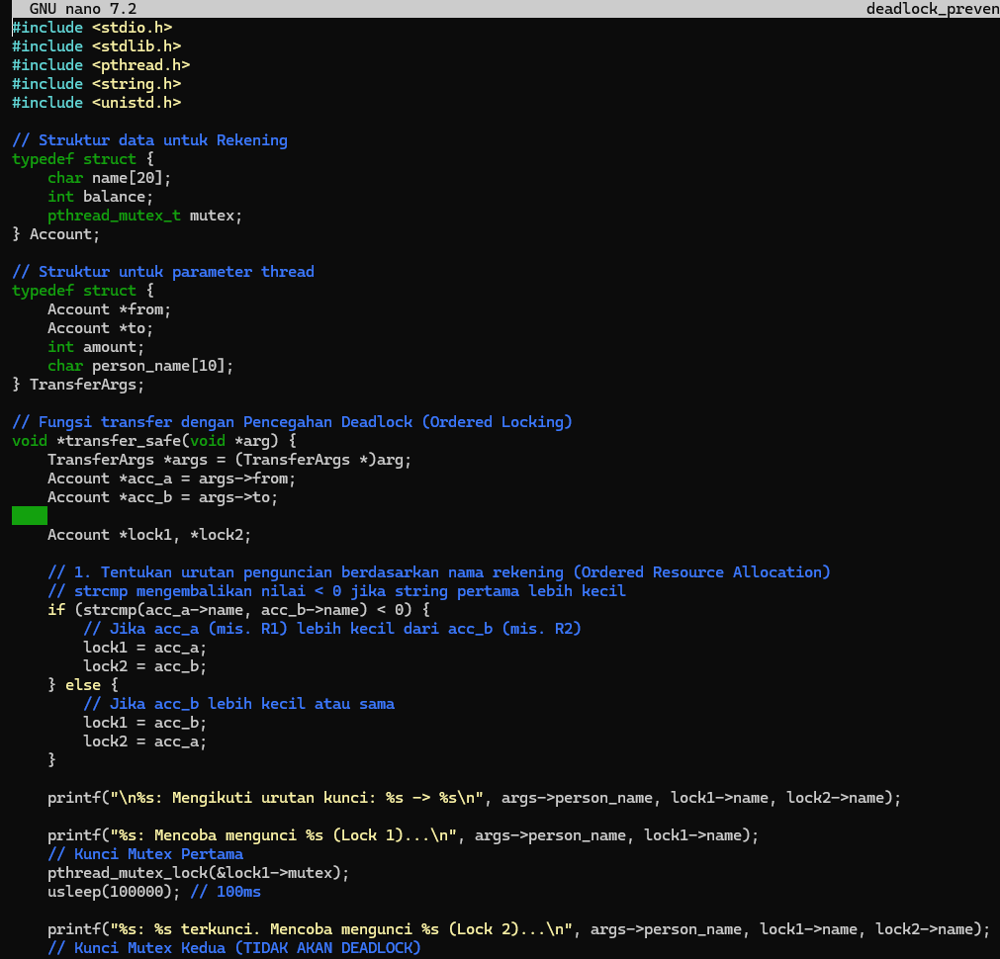 GNU nano 7.2 deadlock_preven
#include <stdio.h>
#include <stdlib.h>
#include <pthread.h>
#include <string.h>
#include <unistd.h>

// Struktur data untuk Rekening
typedef struct {
    char name[20];
    int balance;
    pthread_mutex_t mutex;
} Account;

// Struktur untuk parameter thread
typedef struct {
    Account *from;
    Account *to;
    int amount;
    char person_name[10];
} TransferArgs;

// Fungsi transfer dengan Pencegahan Deadlock (Ordered Locking)
void *transfer_safe(void *arg) {
    TransferArgs *args = (TransferArgs *)arg;
    Account *acc_a = args->from;
    Account *acc_b = args->to;

    Account *lock1, *lock2;

    // 1. Tentukan urutan penguncian berdasarkan nama rekening (Ordered Resource Allocation)
    // strcmp mengembalikan nilai < 0 jika string pertama lebih kecil
    if (strcmp(acc_a->name, acc_b->name) < 0) {
        // Jika acc_a (mis. R1) lebih kecil dari acc_b (mis. R2)
        lock1 = acc_a;
        lock2 = acc_b;
    } else {
        // Jika acc_b lebih kecil atau sama
        lock1 = acc_b;
        lock2 = acc_a;
    }

    printf("\n%s: Mengikuti urutan kunci: %s -> %s\n", args->person_name, lock1->name, lock2->name);

    printf("%s: Mencoba mengunci %s (Lock 1)...\n", args->person_name, lock1->name);
    // Kunci Mutex Pertama
    pthread_mutex_lock(&lock1->mutex);
    usleep(100000); // 100ms

    printf("%s: %s terkunci. Mencoba mengunci %s (Lock 2)...\n", args->person_name, lock1->name, lock2->name);
    // Kunci Mutex Kedua (TIDAK AKAN DEADLOCK)